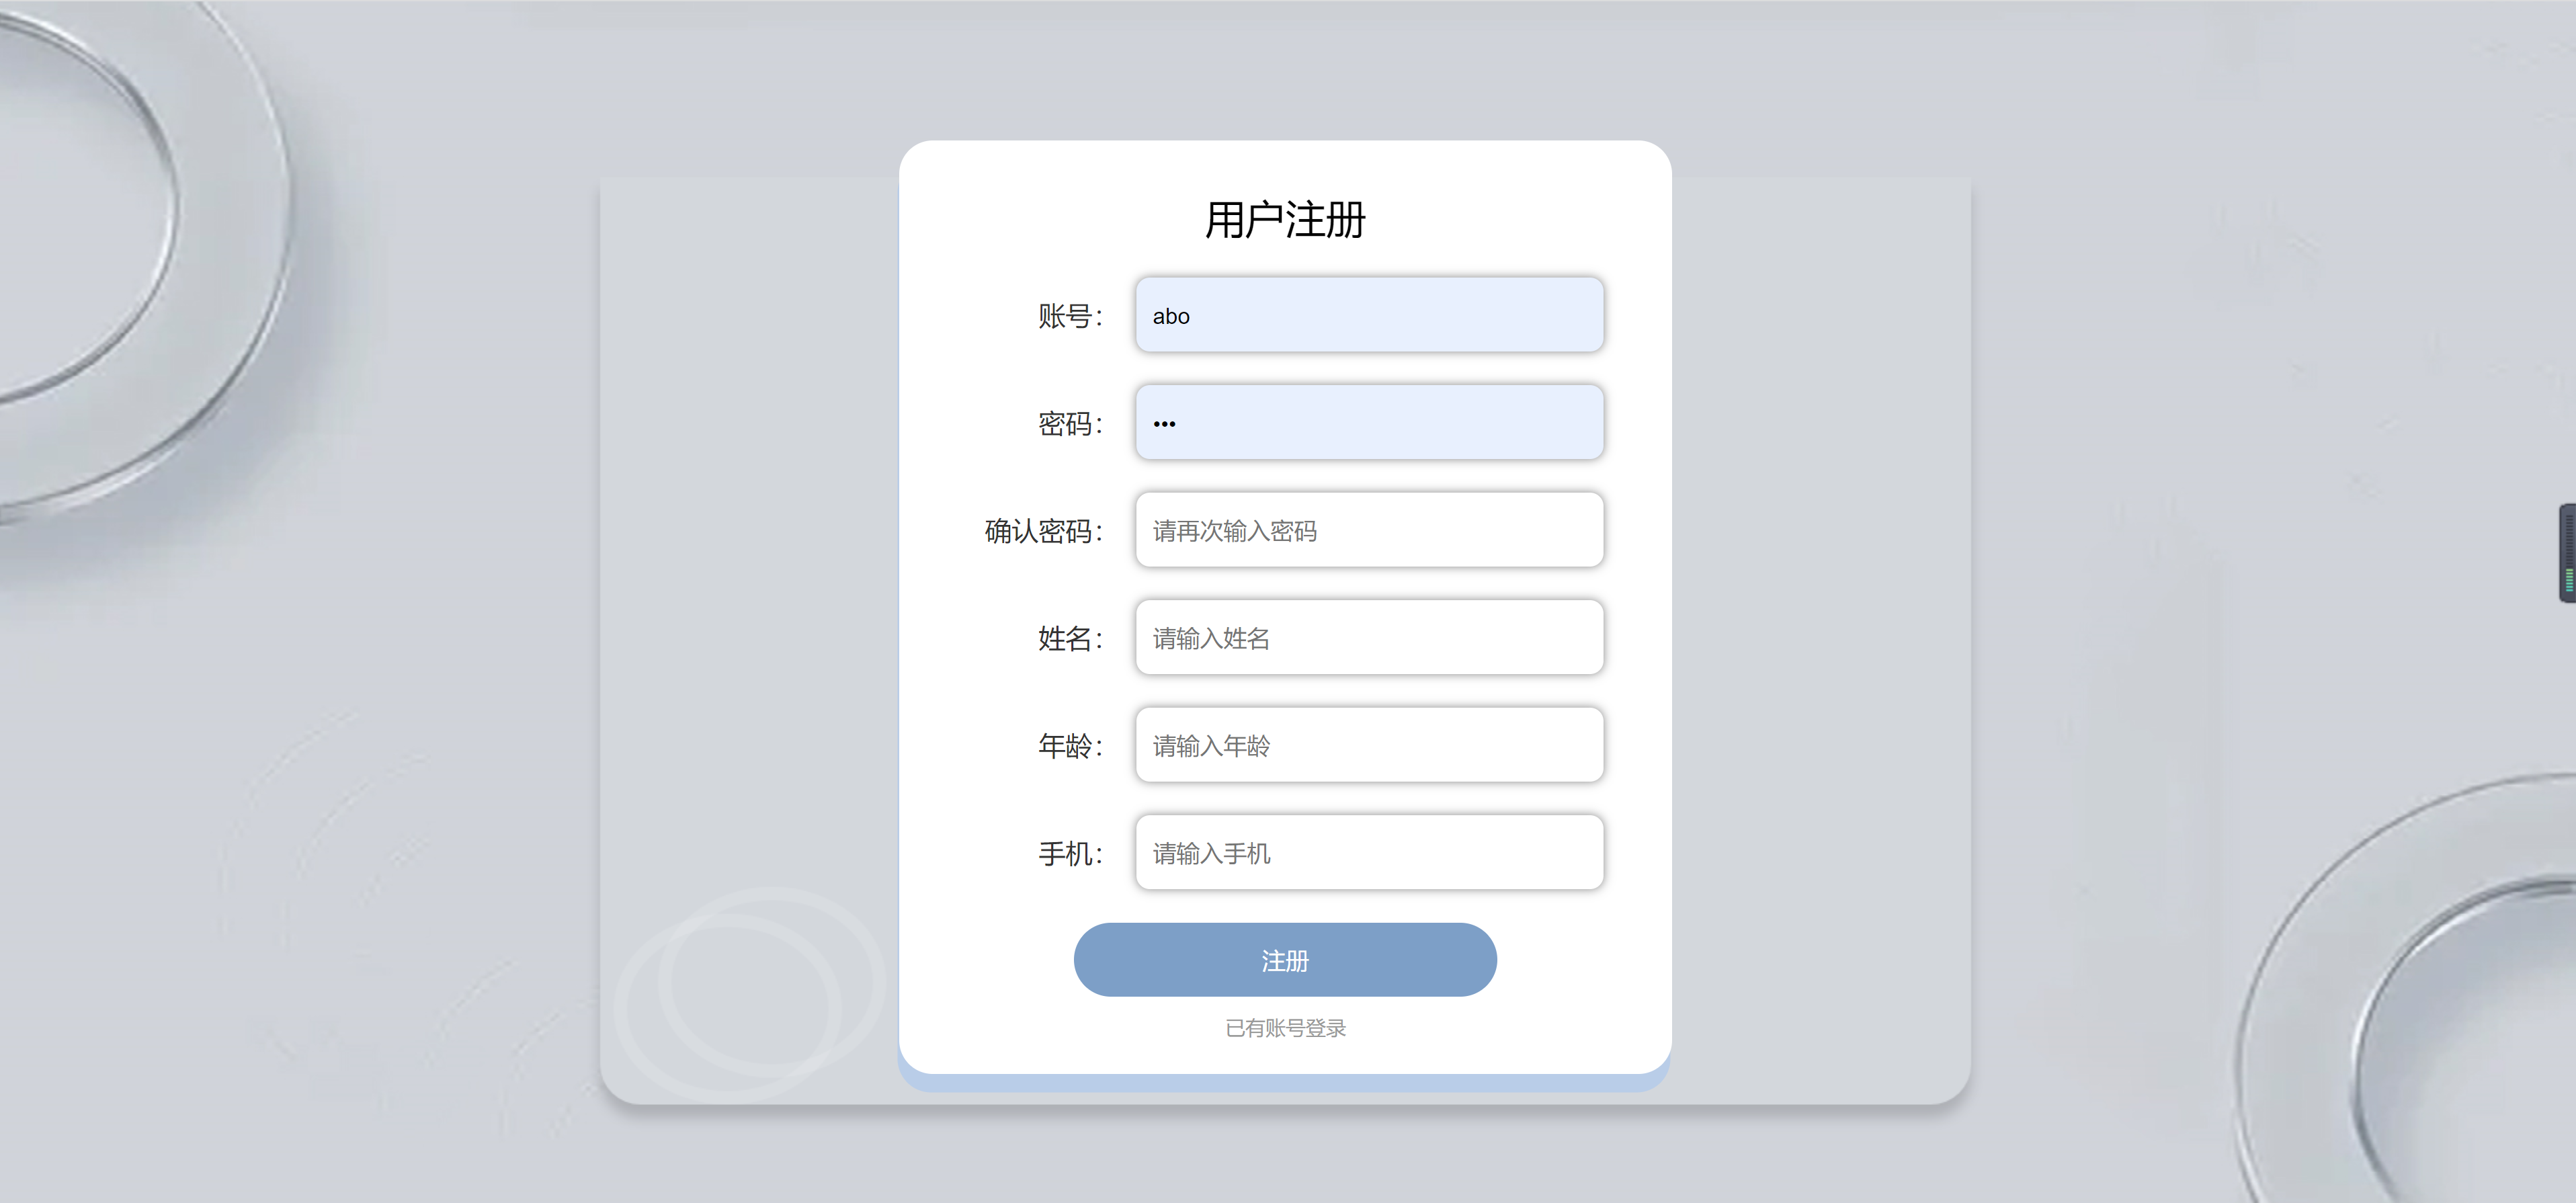 用户注册
账号： abo
密码： •••
确认密码： 请再次输入密码
姓名： 请输入姓名
年龄： 请输入年龄
手机： 请输入手机
注册
已有账号登录